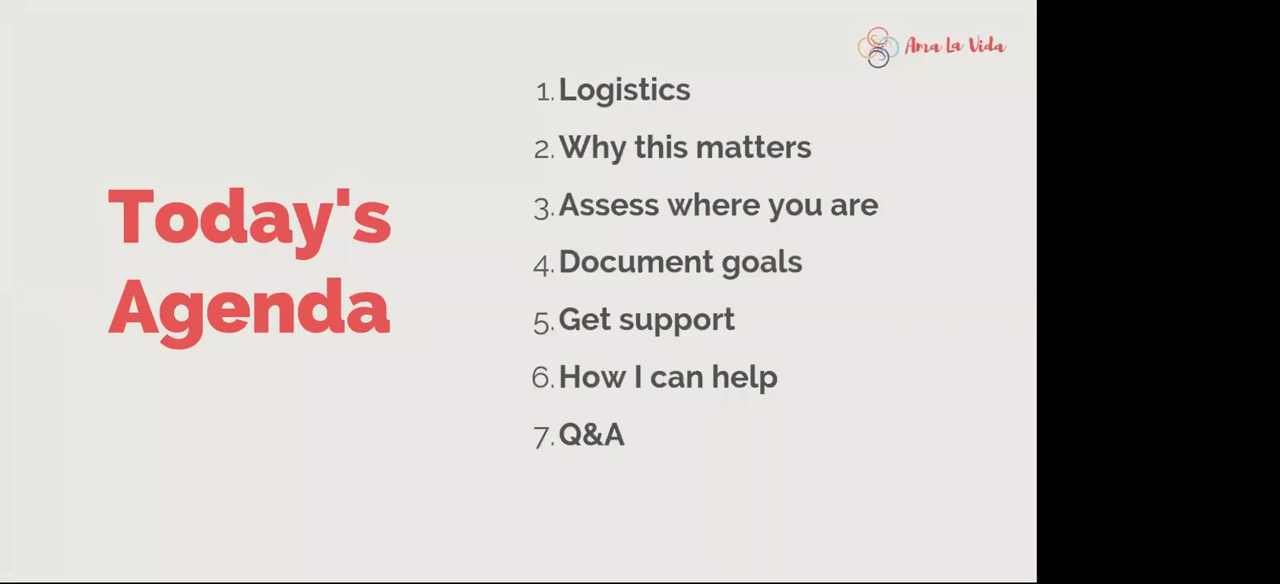 Ama La Vida
Today's
Agenda
1. Logistics
2. Why this matters
3. Assess where you are
4. Document goals
5. Get support
6. How I can help
7. Q&A